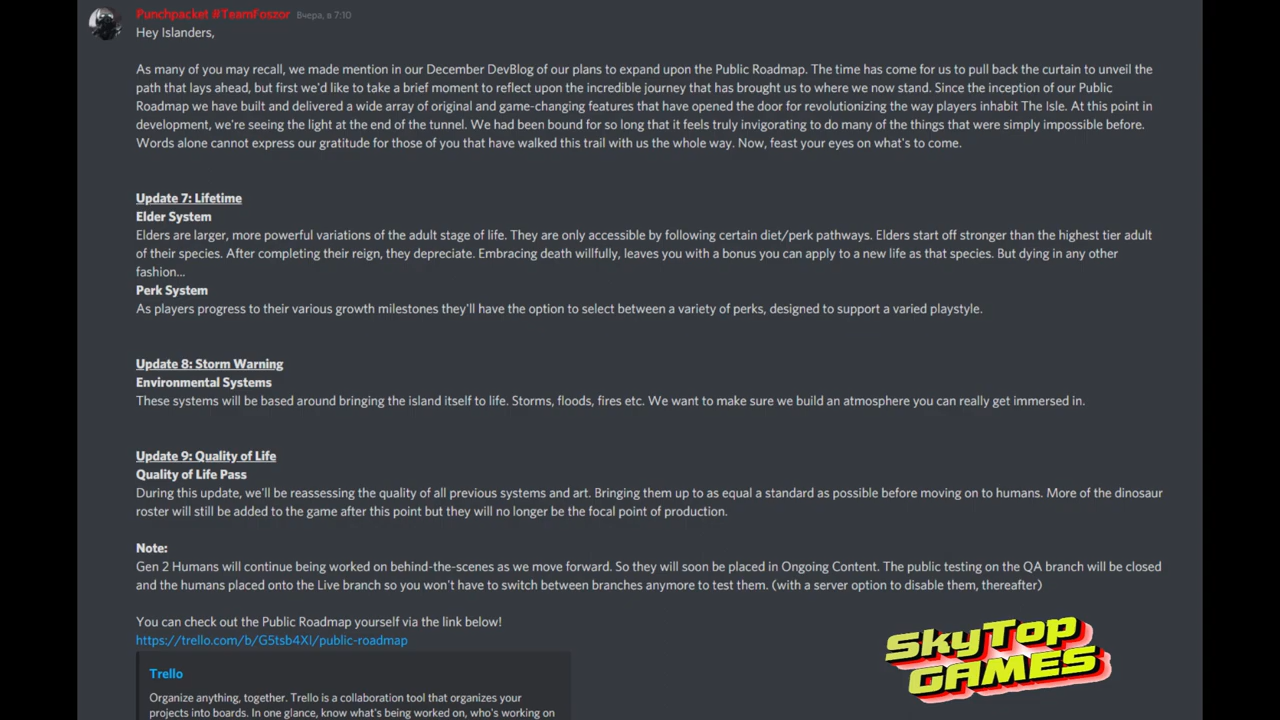 Punchpacket #TeamFoszor Вчера, в 7:10
Hey Islanders,
As many of you may recall, we made mention in our December DevBlog of our plans to expand upon the Public Roadmap. The time has come for us to pull back the curtain to unveil the
path that lays ahead, but first we'd like to take a brief moment to reflect upon the incredible journey that has brought us to where we now stand. Since the inception of our Public
Roadmap we have built and delivered a wide array of original and game-changing features that have opened the door for revolutionizing the way players inhabit The Isle. At this point in
development, we're seeing the light at the end of the tunnel. We had been bound for so long that it feels truly invigorating to do many of the things that were simply impossible before.
Words alone cannot express our gratitude for those of you that have walked this trail with us the whole way. Now, feast your eyes on what's to come.
Update 7: Lifetime
Elder System
Elders are larger, more powerful variations of the adult stage of life. They are only accessible by following certain diet/perk pathways. Elders start off stronger than the highest tier adult
of their species. After completing their reign, they depreciate. Embracing death willfully, leaves you with a bonus you can apply to a new life as that species. But dying in any other
fashion...
Perk System
As players progress to their various growth milestones they'll have the option to select between a variety of perks, designed to support a varied playstyle.
Update 8: Storm Warning
Environmental Systems
These systems will be based around bringing the island itself to life. Storms, floods, fires etc. We want to make sure we build an atmosphere you can really get immersed in.
Update 9: Quality of Life
Quality of Life Pass
During this update, we'll be reassessing the quality of all previous systems and art. Bringing them up to as equal a standard as possible before moving on to humans. More of the dinosaur
roster will still be added to the game after this point but they will no longer be the focal point of production.
Note:
Gen 2 Humans will continue being worked on behind-the-scenes as we move forward. So they will soon be placed in Ongoing Content. The public testing on the QA branch will be closed
and the humans placed onto the Live branch so you won't have to switch between branches anymore to test them. (with a server option to disable them, thereafter)
You can check out the Public Roadmap yourself via the link below!
https://trello.com/b/G5tsb4XI/public-roadmap
Trello
Organize anything, together. Trello is a collaboration tool that organizes your
projects into boards. In one glance, know what's being worked on, who's working on
SkyTop
GAMES